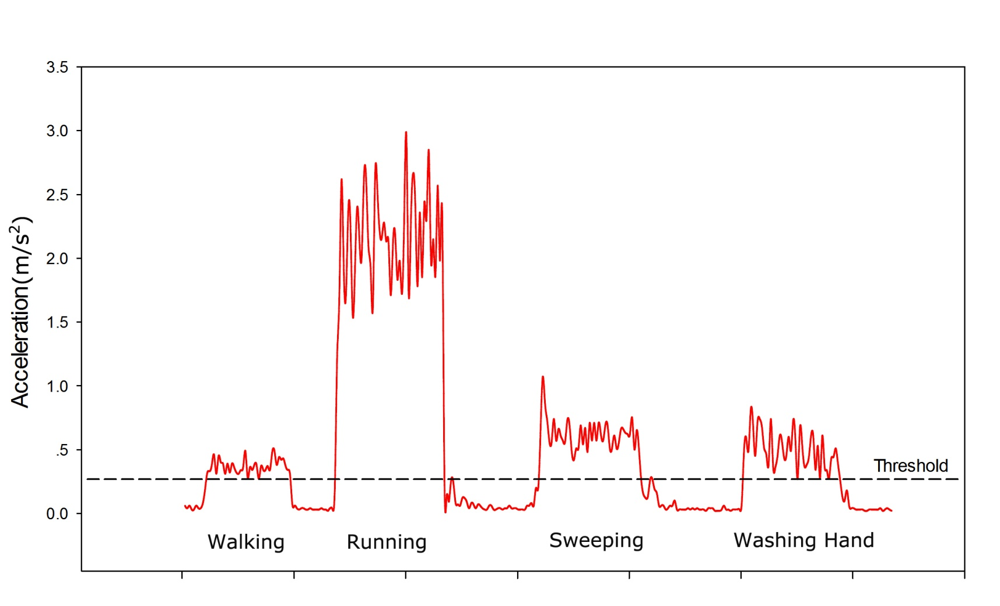 3.5
3.0
2.5
2.0
1.5
1.0
.5
0.0
Acceleration(m/s²)
Threshold
Walking
Running
Sweeping
Washing Hand